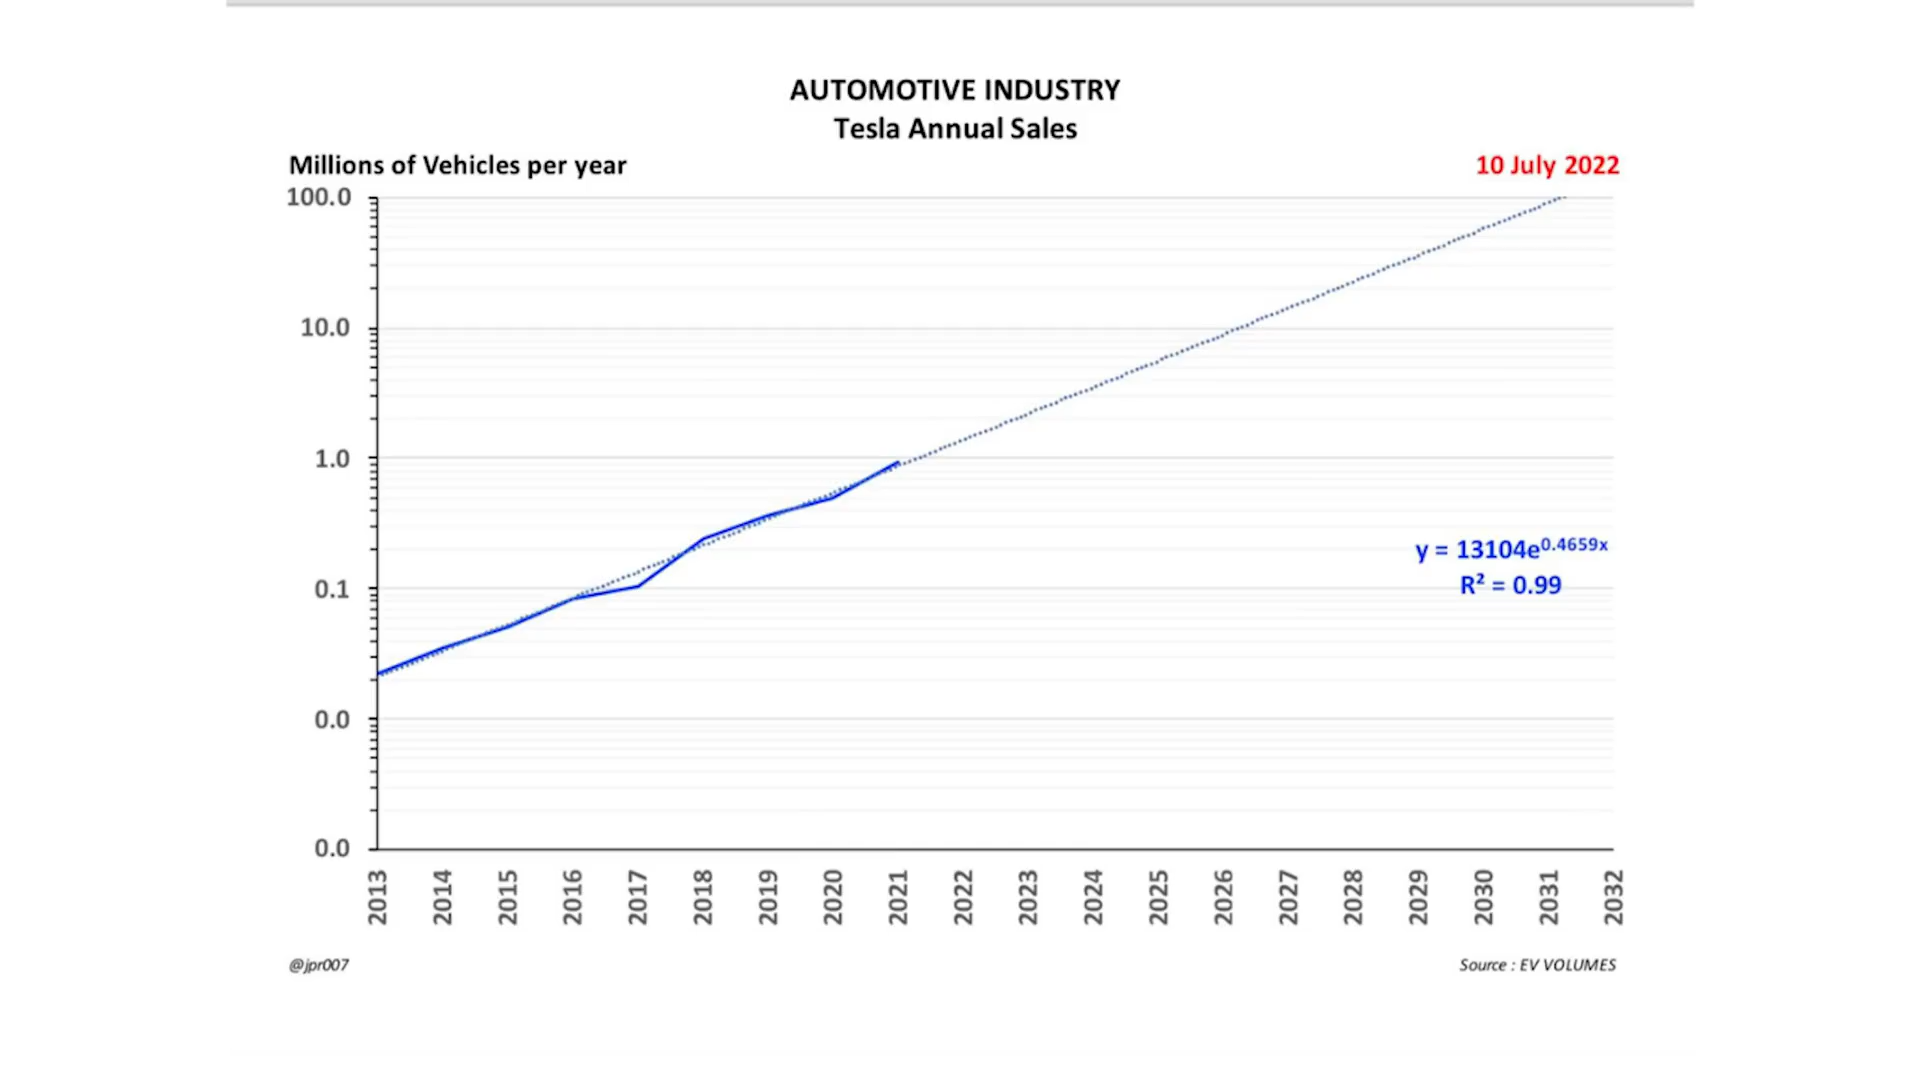 AUTOMOTIVE INDUSTRY
Tesla Annual Sales
Millions of Vehicles per year
10 July 2022
100.0
10.0
1.0
0.1
0.0
0.0
y = 13104e^0.4659x
R² = 0.99
2013 2014 2015 2016 2017 2018 2019 2020 2021 2022 2023 2024 2025 2026 2027 2028 2029 2030 2031 2032
@jpr007
Source : EV VOLUMES